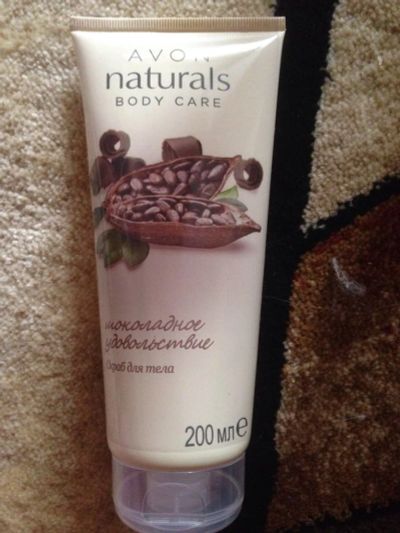 AVON
naturals
BODY CARE
шоколадное
удовольствие
Скраб для тела
200 мл e